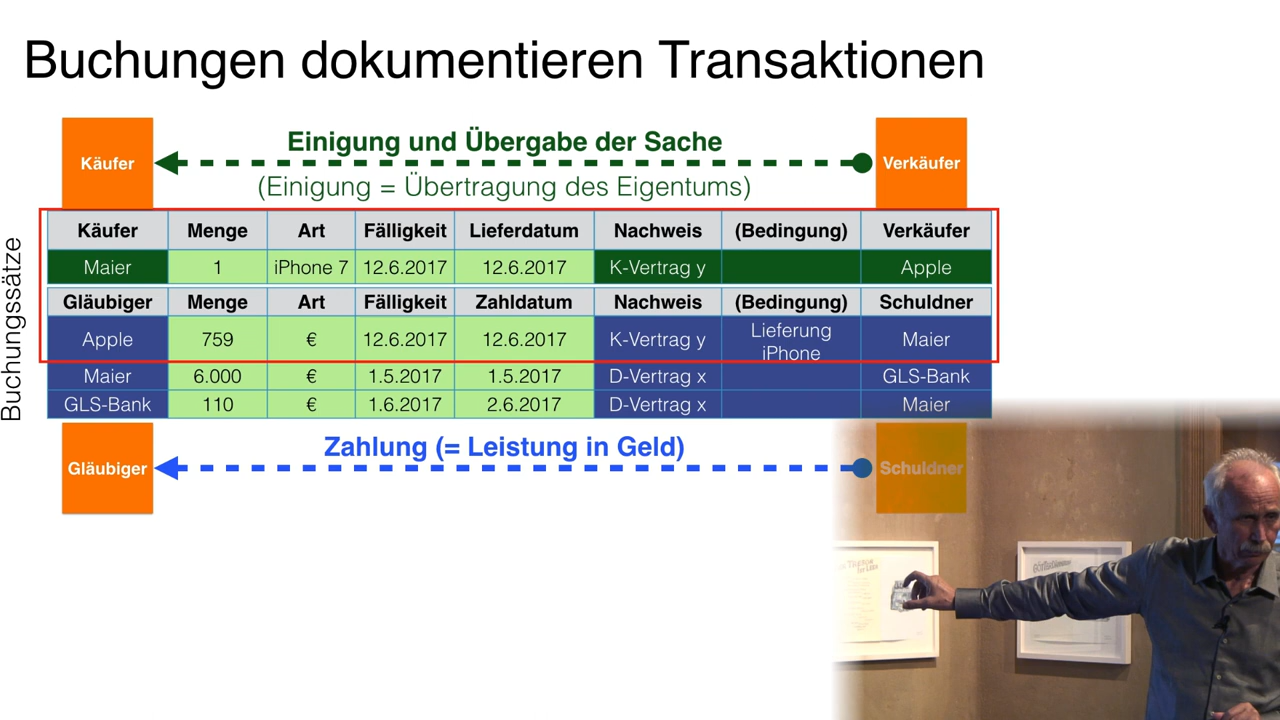 Buchungen dokumentieren Transaktionen
Käufer
Einigung und Übergabe der Sache
Verkäufer
(Einigung = Übertragung des Eigentums)
Buchungssätze
Käufer Menge Art Fälligkeit Lieferdatum Nachweis (Bedingung) Verkäufer
Maier 1 iPhone 7 12.6.2017 12.6.2017 K-Vertrag y Apple
Gläubiger Menge Art Fälligkeit Zahldatum Nachweis (Bedingung) Schuldner
Apple 759 € 12.6.2017 12.6.2017 K-Vertrag y Lieferung iPhone Maier
Maier 6.000 € 1.5.2017 1.5.2017 D-Vertrag x GLS-Bank
GLS-Bank 110 € 1.6.2017 2.6.2017 D-Vertrag x Maier
Zahlung (= Leistung in Geld)
Gläubiger
Schuldner